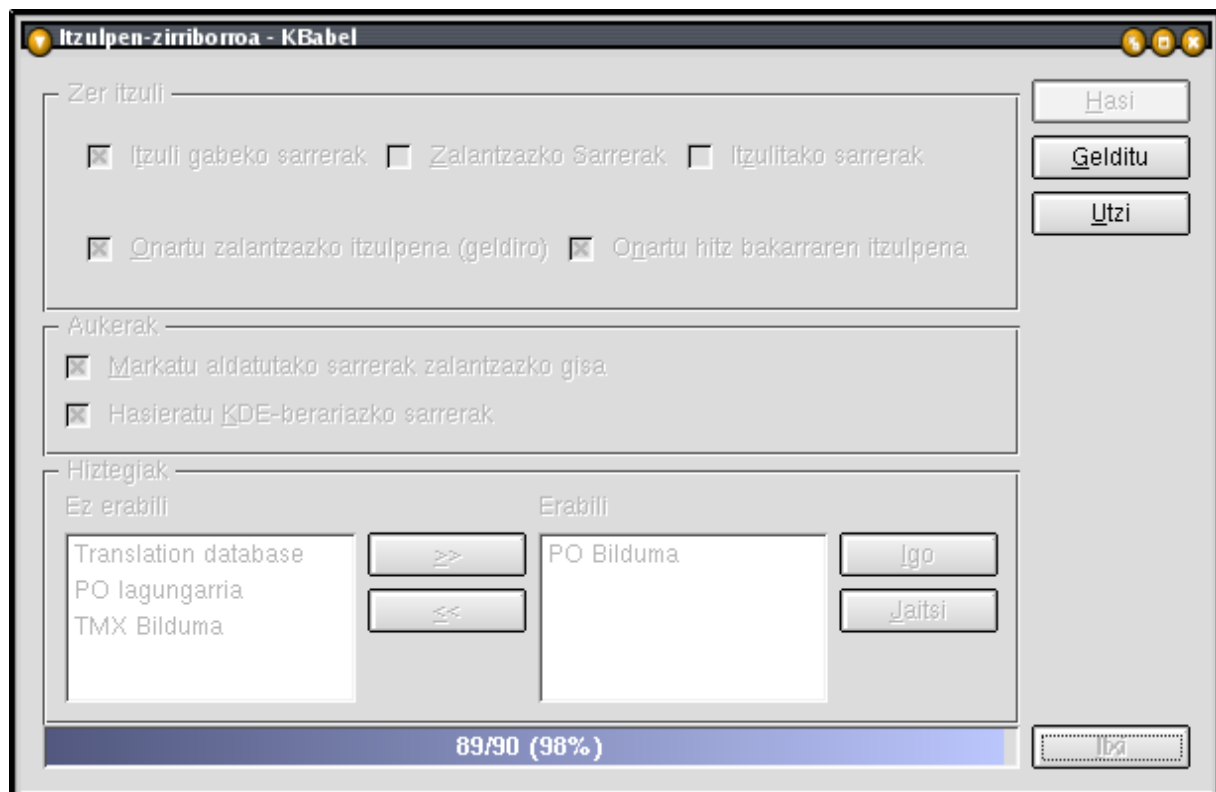 Itzulpen-zirriborroa - KBabel
Zer itzuli
Hasi
Itzuli gabeko sarrerak Zalantzazko Sarrerak Itzulitako sarrerak
Gelditu
Utzi
Onartu zalantzazko itzulpena (geldiro) Onartu hitz bakarraren itzulpena
Aukerak
Markatu aldatutako sarrerak zalantzazko gisa
Hasieratu KDE-berariazko sarrerak
Hiztegiak
Ez erabili
Erabili
Translation database
PO lagungarria
TMX Bilduma
>>
<<
PO Bilduma
Igo
Jaitsi
89/90 (98%)